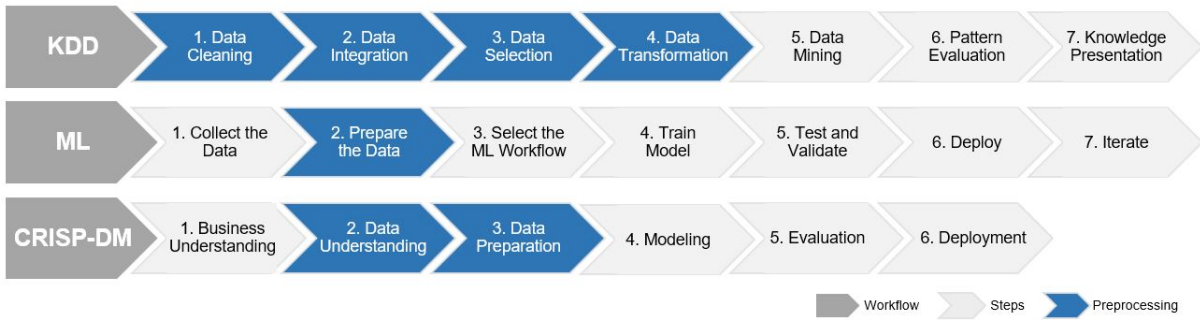 KDD
1. Data
Cleaning
2. Data
Integration
3. Data
Selection
4. Data
Transformation
5. Data
Mining
6. Pattern
Evaluation
7. Knowledge
Presentation
ML
1. Collect the
Data
2. Prepare
the Data
3. Select the
ML Workflow
4. Train
Model
5. Test and
Validate
6. Deploy
7. Iterate
CRISP-DM
1. Business
Understanding
2. Data
Understanding
3. Data
Preparation
4. Modeling
5. Evaluation
6. Deployment
Workflow
Steps
Preprocessing